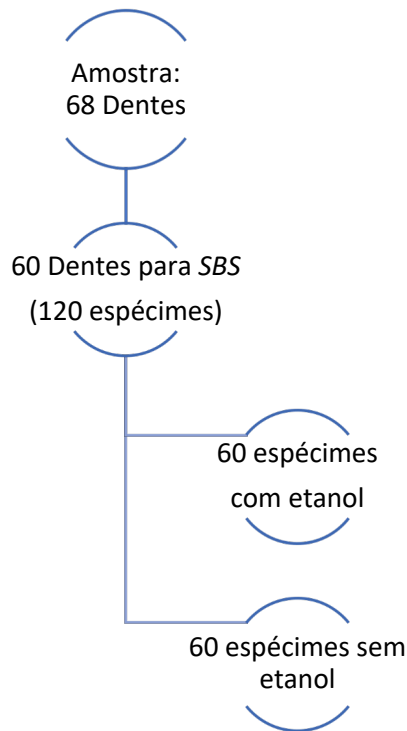 Amostra:
68 Dentes
60 Dentes para SBS
(120 espécimes)
60 espécimes
com etanol
60 espécimes sem
etanol